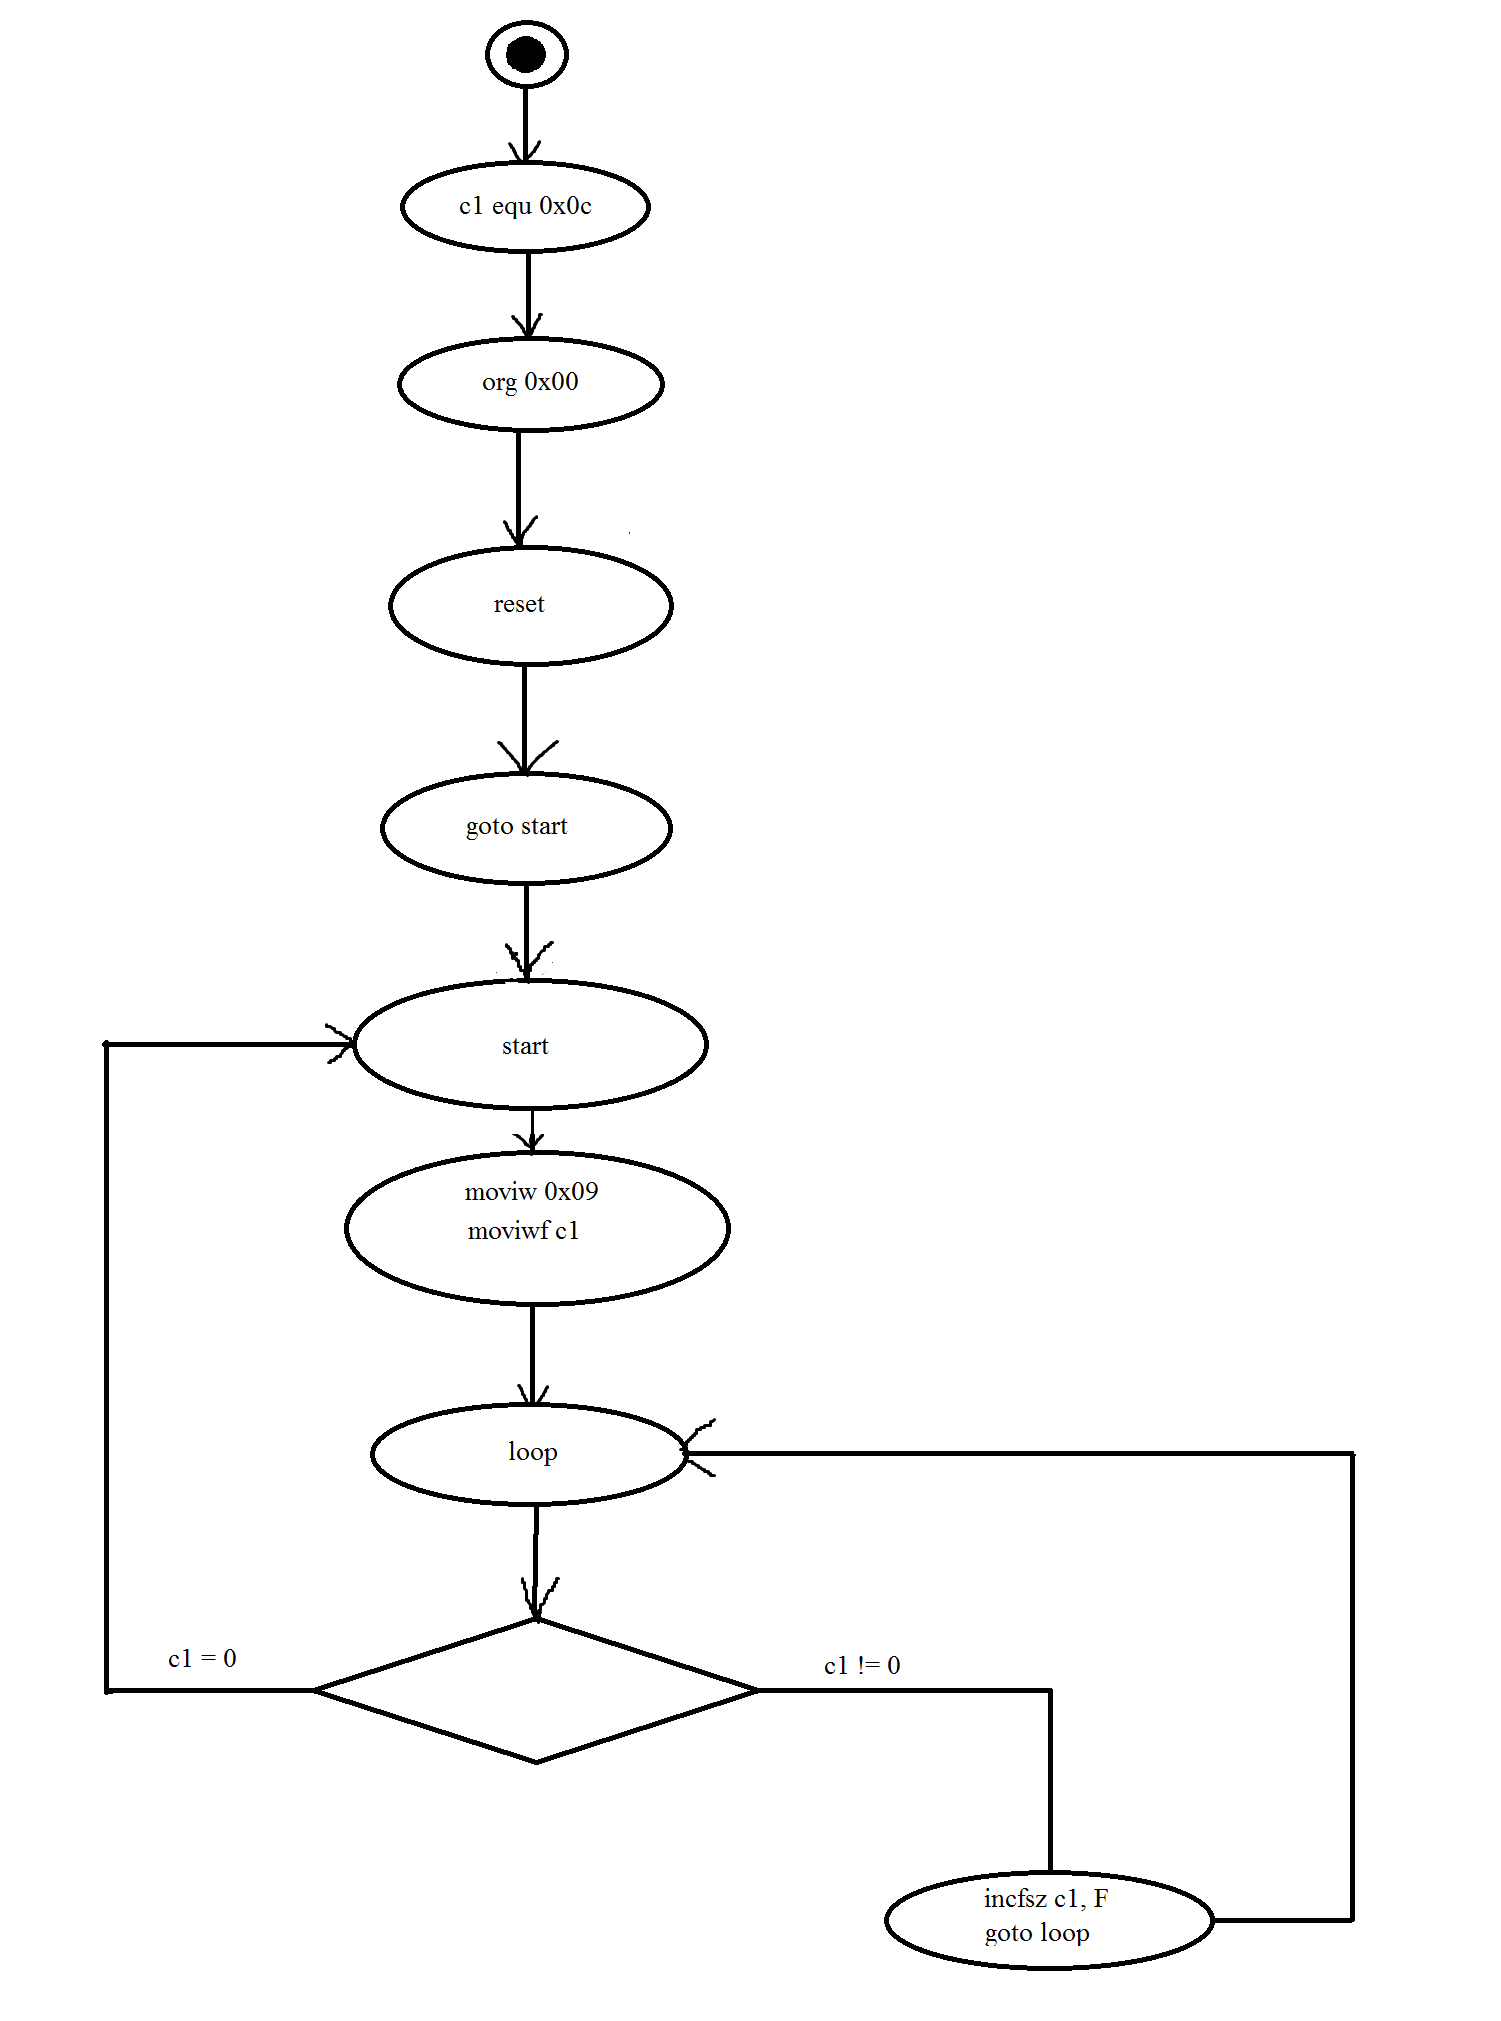 c1 equ 0x0c
org 0x00
reset
goto start
start
moviw 0x09
moviwf c1
loop
c1 = 0
c1 != 0
incfsz c1, F
goto loop